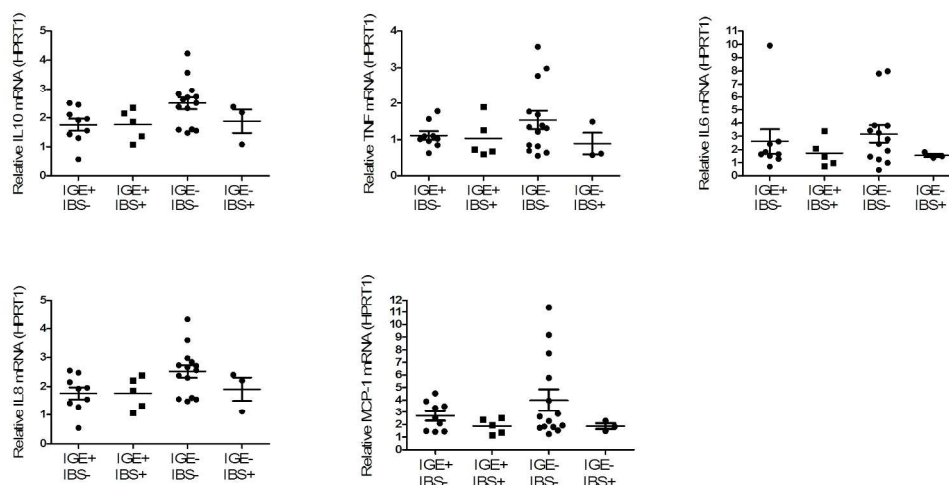 Relative IL10 mRNA (HPRT1)
5
4
3
2
1
0
IGE+ IGE+ IGE- IGE-
IBS- IBS+ IBS- IBS+
Relative TNF mRNA (HPRT1)
4
3
2
1
0
IGE+ IGE+ IGE- IGE-
IBS- IBS+ IBS- IBS+
Relative IL6 mRNA (HPRT1)
11
10
9
8
7
6
5
4
3
2
1
0
IGE+ IGE+ IGE- IGE-
IBS- IBS+ IBS- IBS+
Relative IL8 mRNA (HPRT1)
5
4
3
2
1
0
IGE+ IGE+ IGE- IGE-
IBS- IBS+ IBS- IBS+
Relative MCP-1 mRNA (HPRT1)
12
11
10
9
8
7
6
5
4
3
2
1
0
IGE+ IGE+ IGE- IGE-
IBS- IBS+ IBS- IBS+